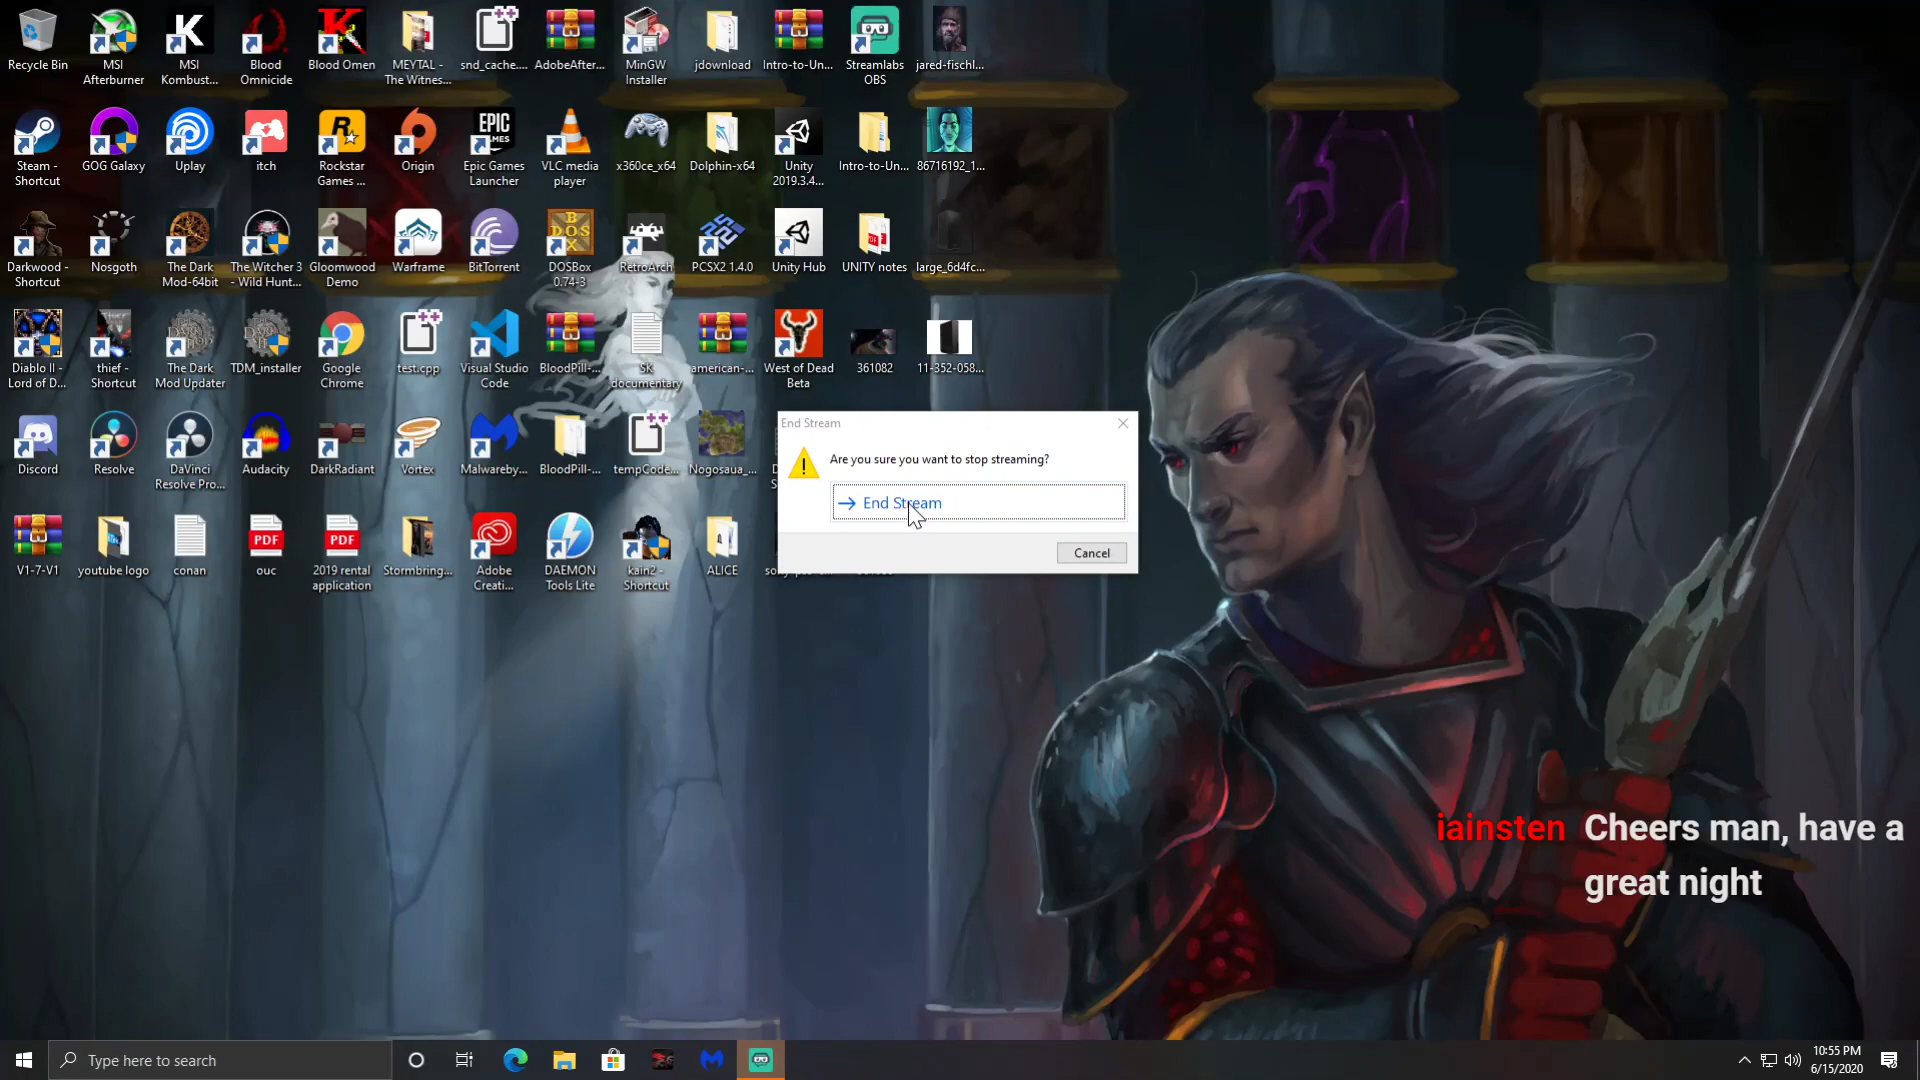 Recycle Bin
MSI
Afterburner
MSI
Kombust...
Blood
Omnicide
Blood Omen
MEYTAL -
The Witnes...
snd_cache....
AdobeAfter...
MinGW
Installer
jdownload
Intro-to-Un...
Streamlabs
OBS
jared-fischl...
Steam -
Shortcut
GOG Galaxy
Uplay
itch
Rockstar
Games ...
Origin
EPIC
GAMES
Epic Games
Launcher
VLC media
player
x360ce_x64
Dolphin-x64
Unity
2019.3.4...
Intro-to-Un...
86716192_1...
Darkwood -
Shortcut
Nosgoth
The Dark
Mod-64bit
The Witcher 3
- Wild Hunt...
Gloomwood
Demo
Warframe
BitTorrent
DOSBox
0.74-3
RetroArch
PCSX2 1.4.0
Unity Hub
UNITY notes
large_6d4fc...
Diablo II -
Lord of D...
thief -
Shortcut
The Dark
Mod Updater
TDM_installer
Google
Chrome
test.cpp
Visual Studio
Code
BloodPill-...
SK
documentary
american-...
West of Dead
Beta
361082
11-352-058...
Discord
Resolve
DaVinci
Resolve Pro...
Audacity
DarkRadiant
Vortex
Malwareby...
BloodPill-...
tempCode...
Nogosaua_...
End Stream
Are you sure you want to stop streaming?
End Stream
Cancel
V1-7-V1
youtube logo
conan
PDF
ouc
PDF
2019 rental
application
Stormbring...
Adobe
Creati...
DAEMON
Tools Lite
kain2 -
Shortcut
ALICE
iainsten Cheers man, have a
great night
Type here to search
10:55 PM
6/15/2020